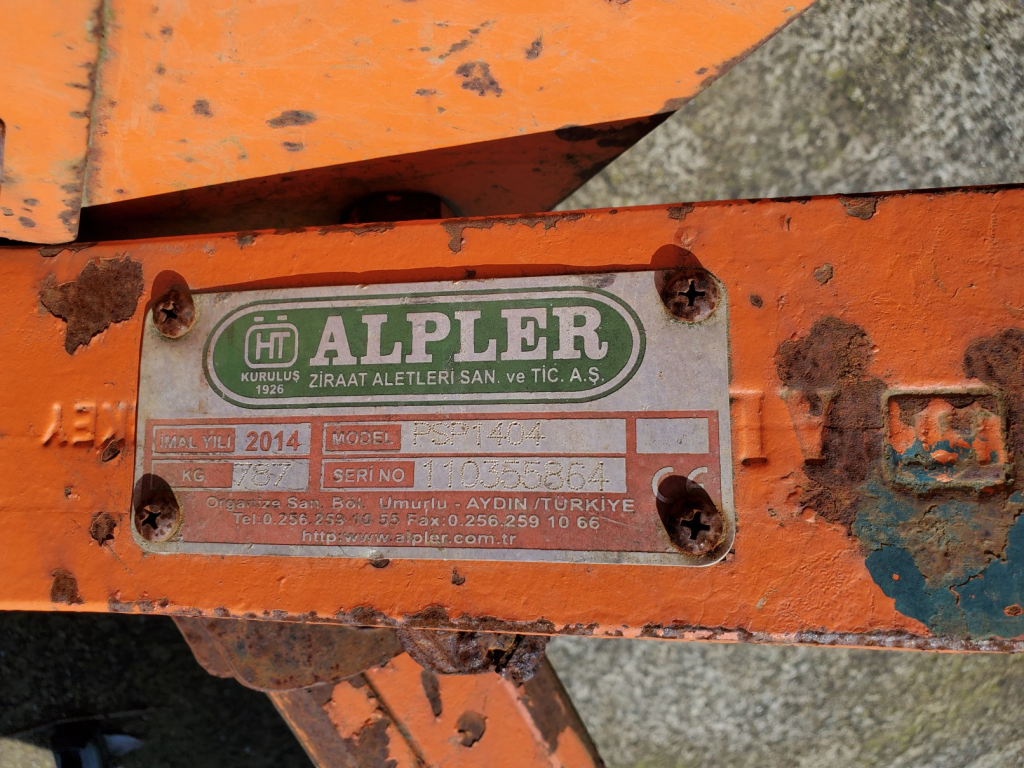 HT
KURULUŞ
1926
ALPLER
ZİRAAT ALETLERİ SAN. ve TİC. A.Ş.
İMAL YILI 2014 MODEL PSP1404
KG 787 SERİ NO 110355864
CE
Organize San. Böl. Umurlu - AYDIN /TÜRKİYE
Tel:0.256.259 10 55 Fax:0.256.259 10 66
http:www.alpler.com.tr